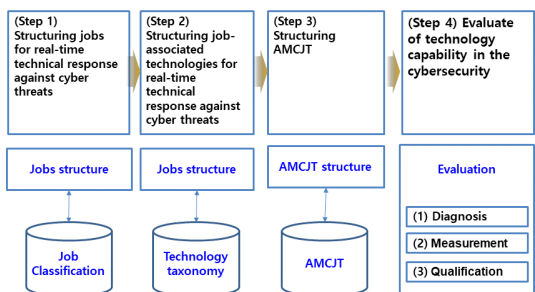 (Step 1)
Structuring jobs
for real-time
technical response
against cyber
threats
(Step 2)
Structuring job-
associated
technologies for
real-time
technical
response against
cyber threats
(Step 3)
Structuring
AMCJT
(Step 4) Evaluate
of technology
capability in the
cybersecurity
Jobs structure
Jobs structure
AMCJT structure
Evaluation
Job
Classification
Technology
taxonomy
AMCJT
(1) Diagnosis
(2) Measurement
(3) Qualification